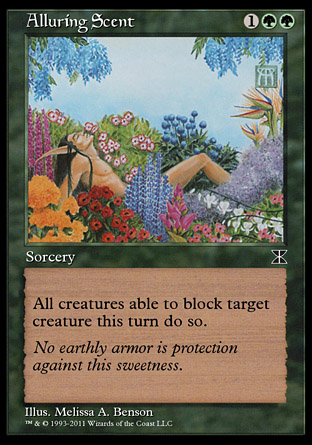 Alluring Scent 1
Sorcery
All creatures able to block target
creature this turn do so.
No earthly armor is protection
against this sweetness.
Illus. Melissa A. Benson
™ & © 1993-2011 Wizards of the Coast LLC